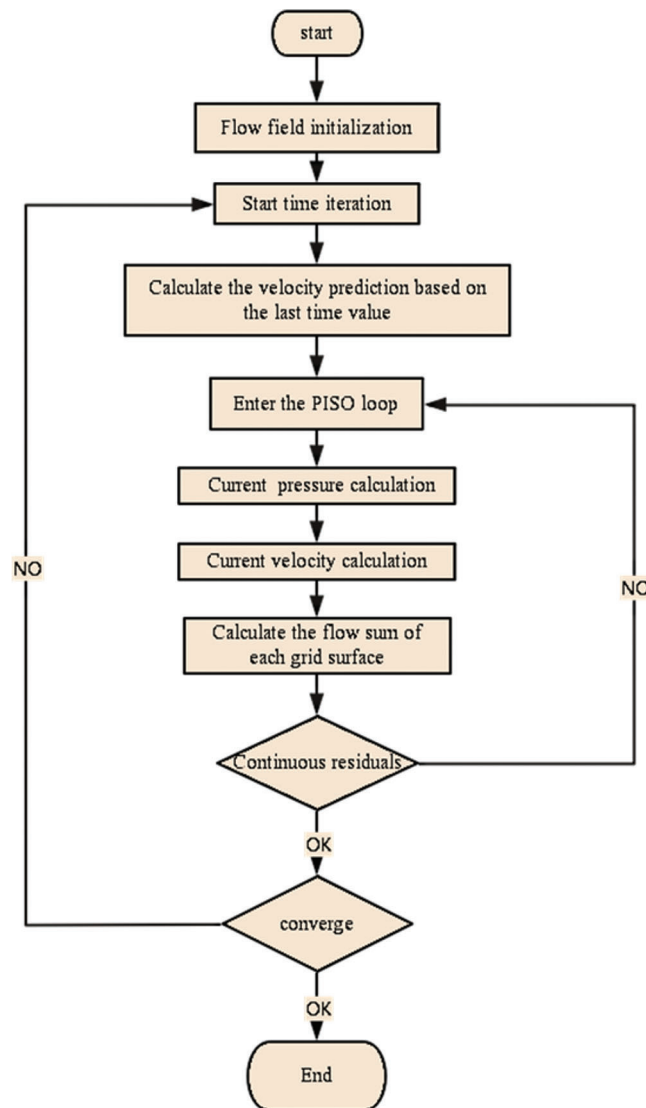 start
Flow field initialization
Start time iteration
Calculate the velocity prediction based on
the last time value
Enter the PISO loop
Current pressure calculation
Current velocity calculation
NO
NO
Calculate the flow sum of
each grid surface
Continuous residuals
OK
converge
OK
End